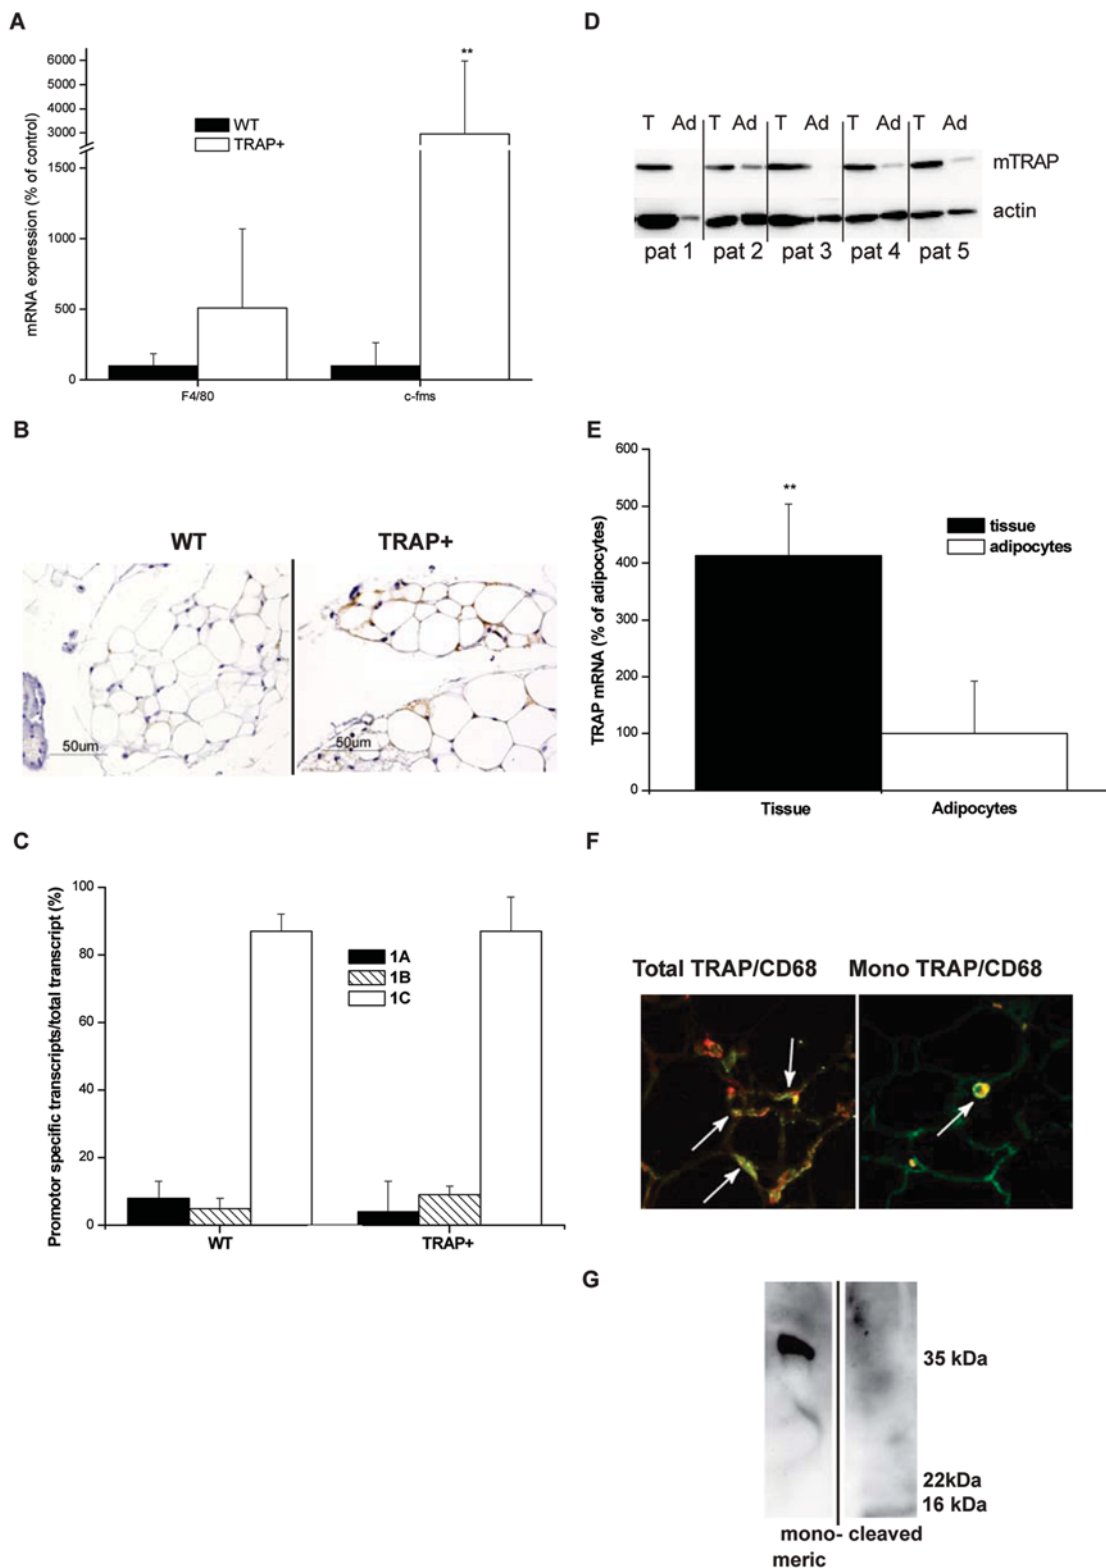 A
mRNA expression (% of control)
6000
5000
4000
3000
1500
1000
500
0
WT
TRAP+
**
F4/80
c-fms
B
WT
TRAP+
50um
50um
C
Promotor specific transcripts/total transcript (%)
100
80
60
40
20
0
1A
1B
1C
WT
TRAP+
D
T Ad T Ad T Ad T Ad T Ad
mTRAP
actin
pat 1 pat 2 pat 3 pat 4 pat 5
E
TRAP mRNA (% of adipocytes)
600
500
400
300
200
100
0
**
tissue
adipocytes
Tissue
Adipocytes
F
Total TRAP/CD68
Mono TRAP/CD68
G
35 kDa
22kDa
16 kDa
mono- cleaved
meric